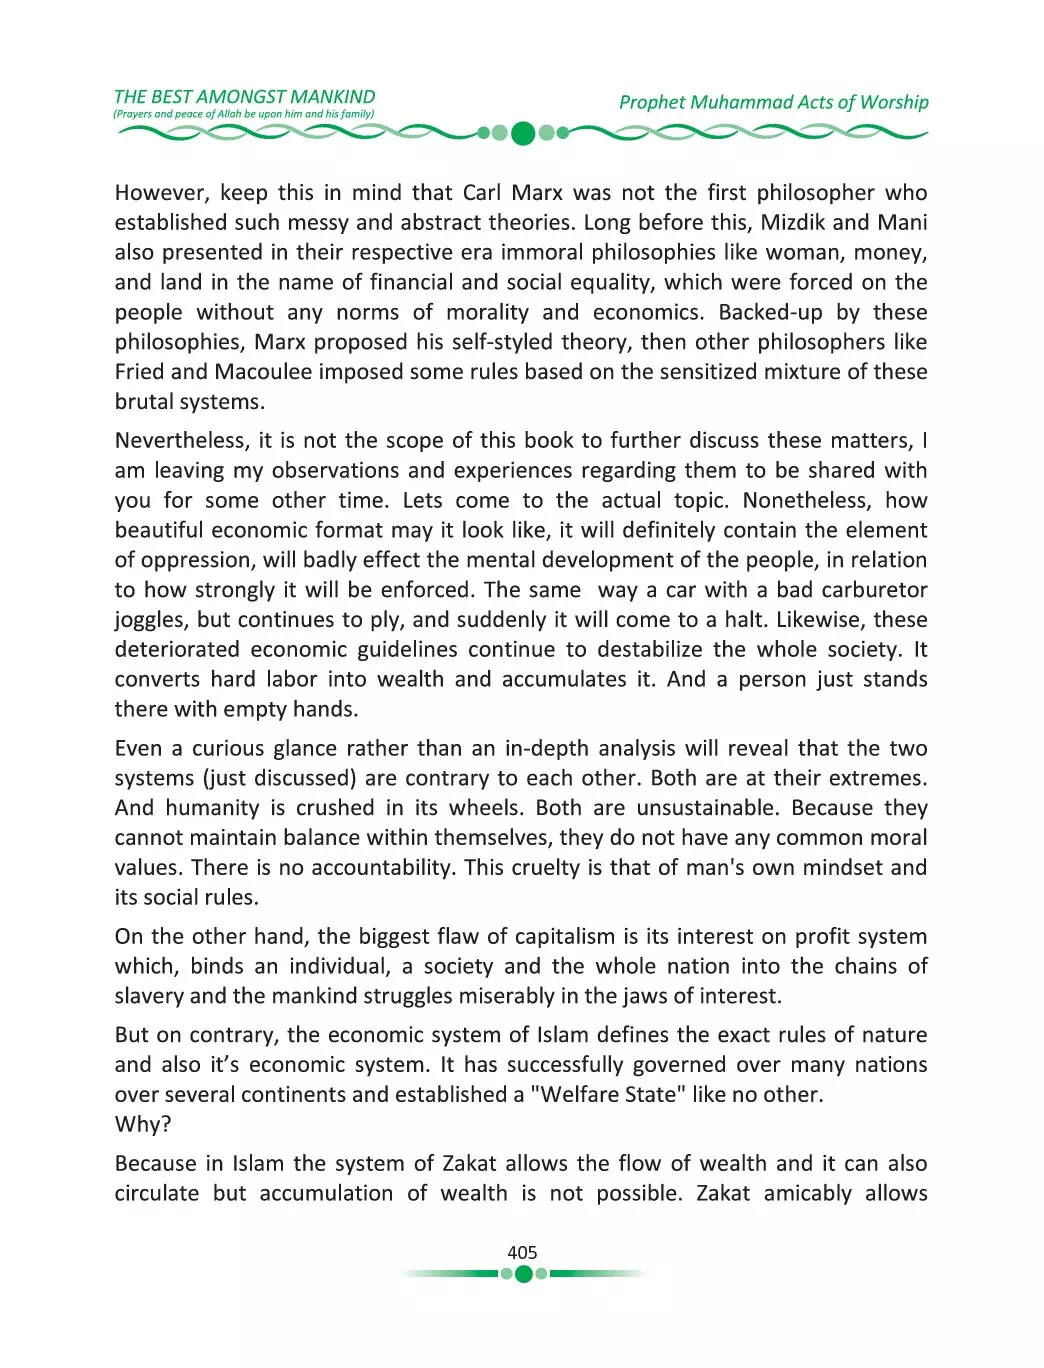 THE BEST AMONGST MANKIND
(Prayers and peace of Allah be upon him and his family)
Prophet Muhammad Acts of Worship
However, keep this in mind that Carl Marx was not the first philosopher who
established such messy and abstract theories. Long before this, Mizdik and Mani
also presented in their respective era immoral philosophies like woman, money,
and land in the name of financial and social equality, which were forced on the
people without any norms of morality and economics. Backed-up by these
philosophies, Marx proposed his self-styled theory, then other philosophers like
Fried and Macoulee imposed some rules based on the sensitized mixture of these
brutal systems.
Nevertheless, it is not the scope of this book to further discuss these matters, I
am leaving my observations and experiences regarding them to be shared with
you for some other time. Lets come to the actual topic. Nonetheless, how
beautiful economic format may it look like, it will definitely contain the element
of oppression, will badly effect the mental development of the people, in relation
to how strongly it will be enforced. The same  way a car with a bad carburetor
joggles, but continues to ply, and suddenly it will come to a halt. Likewise, these
deteriorated economic guidelines continue to destabilize the whole society. It
converts hard labor into wealth and accumulates it. And a person just stands
there with empty hands.
Even a curious glance rather than an in-depth analysis will reveal that the two
systems (just discussed) are contrary to each other. Both are at their extremes.
And humanity is crushed in its wheels. Both are unsustainable. Because they
cannot maintain balance within themselves, they do not have any common moral
values. There is no accountability. This cruelty is that of man's own mindset and
its social rules.
On the other hand, the biggest flaw of capitalism is its interest on profit system
which, binds an individual, a society and the whole nation into the chains of
slavery and the mankind struggles miserably in the jaws of interest.
But on contrary, the economic system of Islam defines the exact rules of nature
and also it’s economic system. It has successfully governed over many nations
over several continents and established a "Welfare State" like no other.
Why?
Because in Islam the system of Zakat allows the flow of wealth and it can also
circulate but accumulation of wealth is not possible. Zakat amicably allows
405